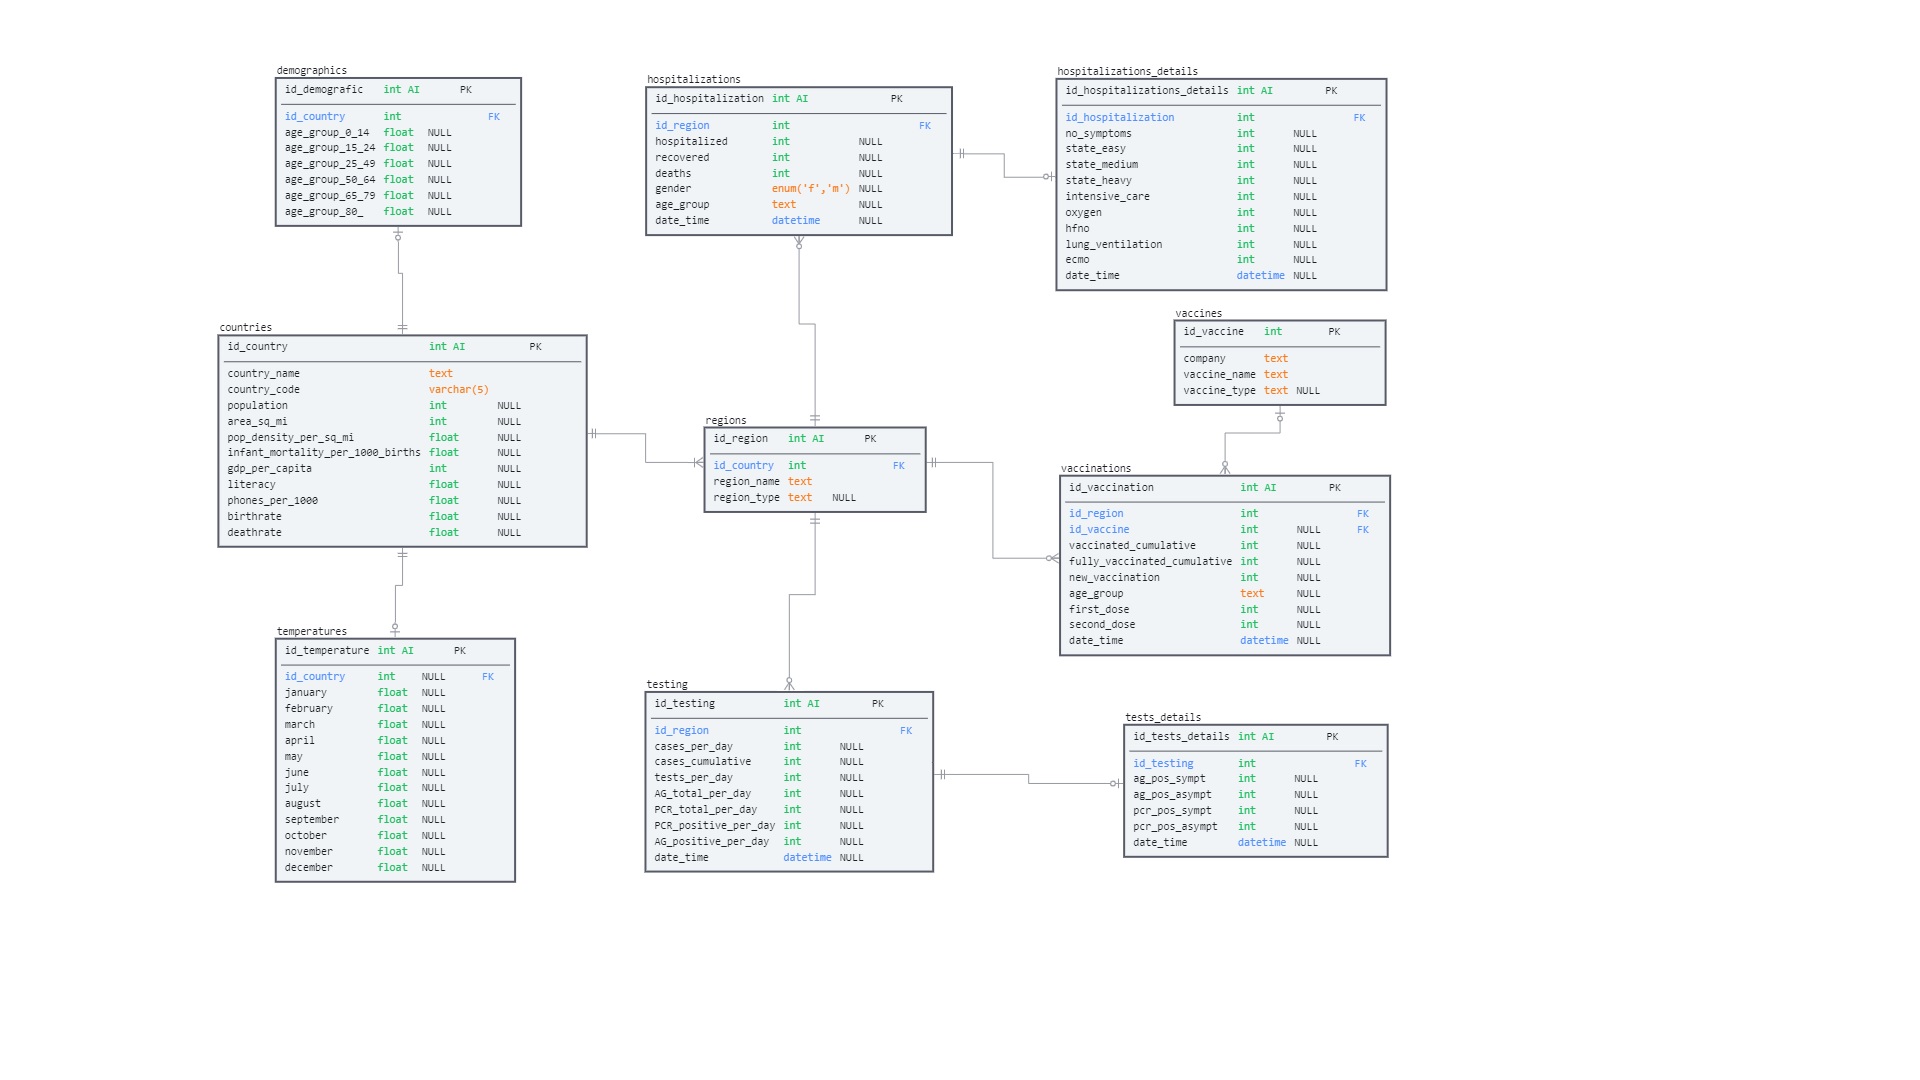 demographics
id_demografic int AI PK
id_country int FK
age_group_0_14 float NULL
age_group_15_24 float NULL
age_group_25_49 float NULL
age_group_50_64 float NULL
age_group_65_79 float NULL
age_group_80_ float NULL
hospitalizations
id_hospitalization int AI PK
id_region int FK
hospitalized int NULL
recovered int NULL
deaths int NULL
gender enum('f','m') NULL
age_group text NULL
date_time datetime NULL
hospitalizations_details
id_hospitalizations_details int AI PK
id_hospitalization int FK
no_symptoms int NULL
state_easy int NULL
state_medium int NULL
state_heavy int NULL
intensive_care int NULL
oxygen int NULL
hfno int NULL
lung_ventilation int NULL
ecmo int NULL
date_time datetime NULL
countries
id_country int AI PK
country_name text
country_code varchar(5)
population int NULL
area_sq_mi int NULL
pop_density_per_sq_mi float NULL
infant_mortality_per_1000_births float NULL
gdp_per_capita int NULL
literacy float NULL
phones_per_1000 float NULL
birthrate float NULL
deathrate float NULL
regions
id_region int AI PK
id_country int FK
region_name text
region_type text NULL
vaccines
id_vaccine int PK
company text
vaccine_name text
vaccine_type text NULL
vaccinations
id_vaccination int AI PK
id_region int FK
id_vaccine int NULL FK
vaccinated_cumulative int NULL
fully_vaccinated_cumulative int NULL
new_vaccination int NULL
age_group text NULL
first_dose int NULL
second_dose int NULL
date_time datetime NULL
temperatures
id_temperature int AI PK
id_country int NULL FK
january float NULL
february float NULL
march float NULL
april float NULL
may float NULL
june float NULL
july float NULL
august float NULL
september float NULL
october float NULL
november float NULL
december float NULL
testing
id_testing int AI PK
id_region int FK
cases_per_day int NULL
cases_cumulative int NULL
tests_per_day int NULL
AG_total_per_day int NULL
PCR_total_per_day int NULL
PCR_positive_per_day int NULL
AG_positive_per_day int NULL
date_time datetime NULL
tests_details
id_tests_details int AI PK
id_testing int FK
ag_pos_sympt int NULL
ag_pos_asympt int NULL
pcr_pos_sympt int NULL
pcr_pos_asympt int NULL
date_time datetime NULL